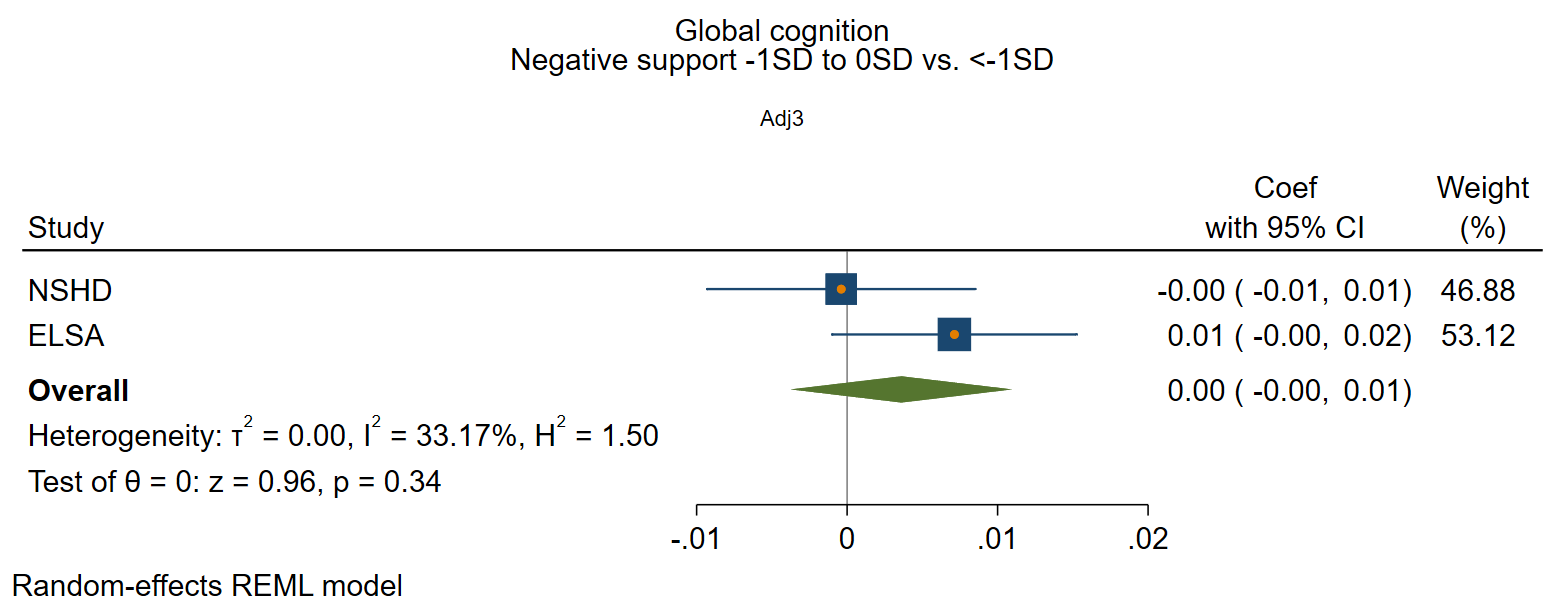 Global cognition
Negative support -1SD to 0SD vs. <-1SD
Adj3
Coef Weight
Study with 95% CI (%)
NSHD -0.00 ( -0.01, 0.01) 46.88
ELSA 0.01 ( -0.00, 0.02) 53.12
Overall 0.00 ( -0.00, 0.01)
Heterogeneity: τ² = 0.00, I² = 33.17%, H² = 1.50
Test of θ = 0: z = 0.96, p = 0.34
-.01 0 .01 .02
Random-effects REML model